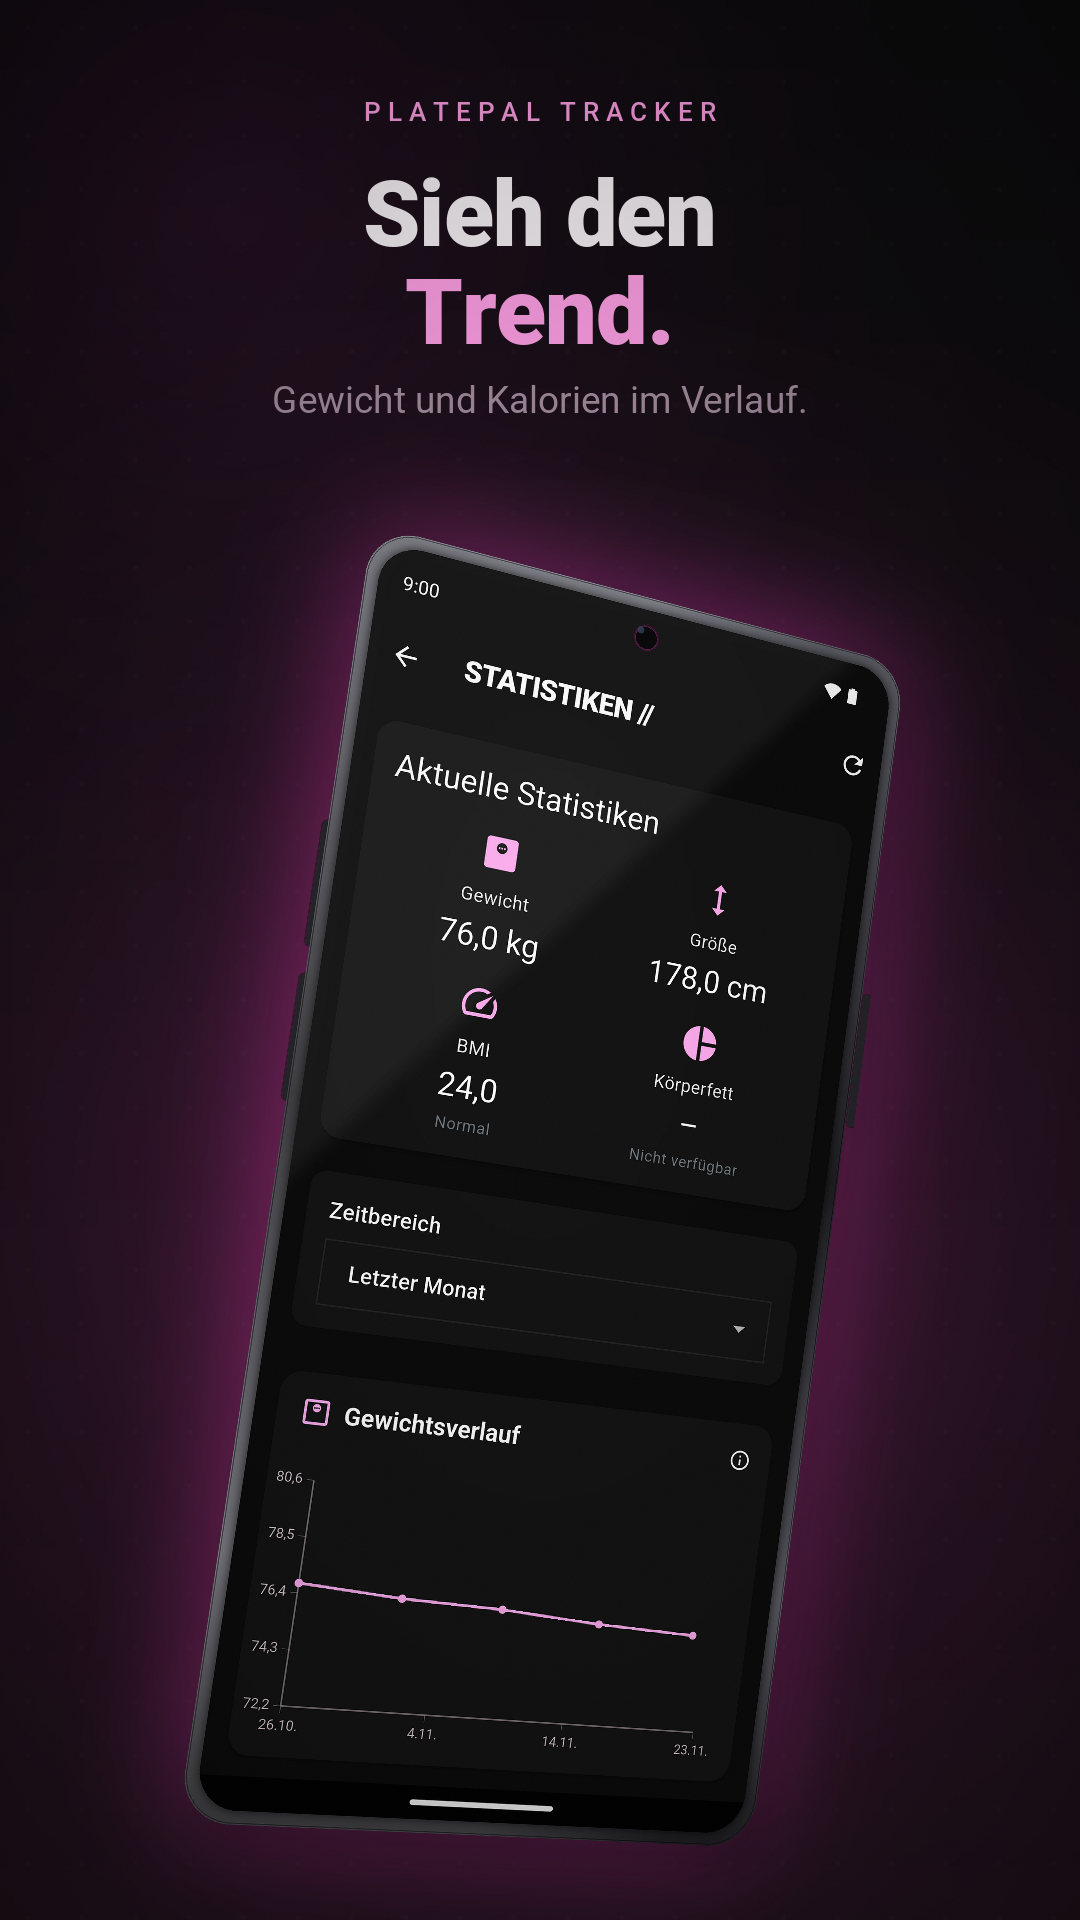 PLATEPAL TRACKER
Sieh den
Trend.
Gewicht und Kalorien im Verlauf.
9:00
STATISTIKEN //
Aktuelle Statistiken
Gewicht
76,0 kg
Größe
178,0 cm
BMI
24,0
Normal
Körperfett
–
Nicht verfügbar
Zeitbereich
Letzter Monat
Gewichtsverlauf
80,6
78,5
76,4
74,3
72,2
26.10.
4.11.
14.11.
23.11.